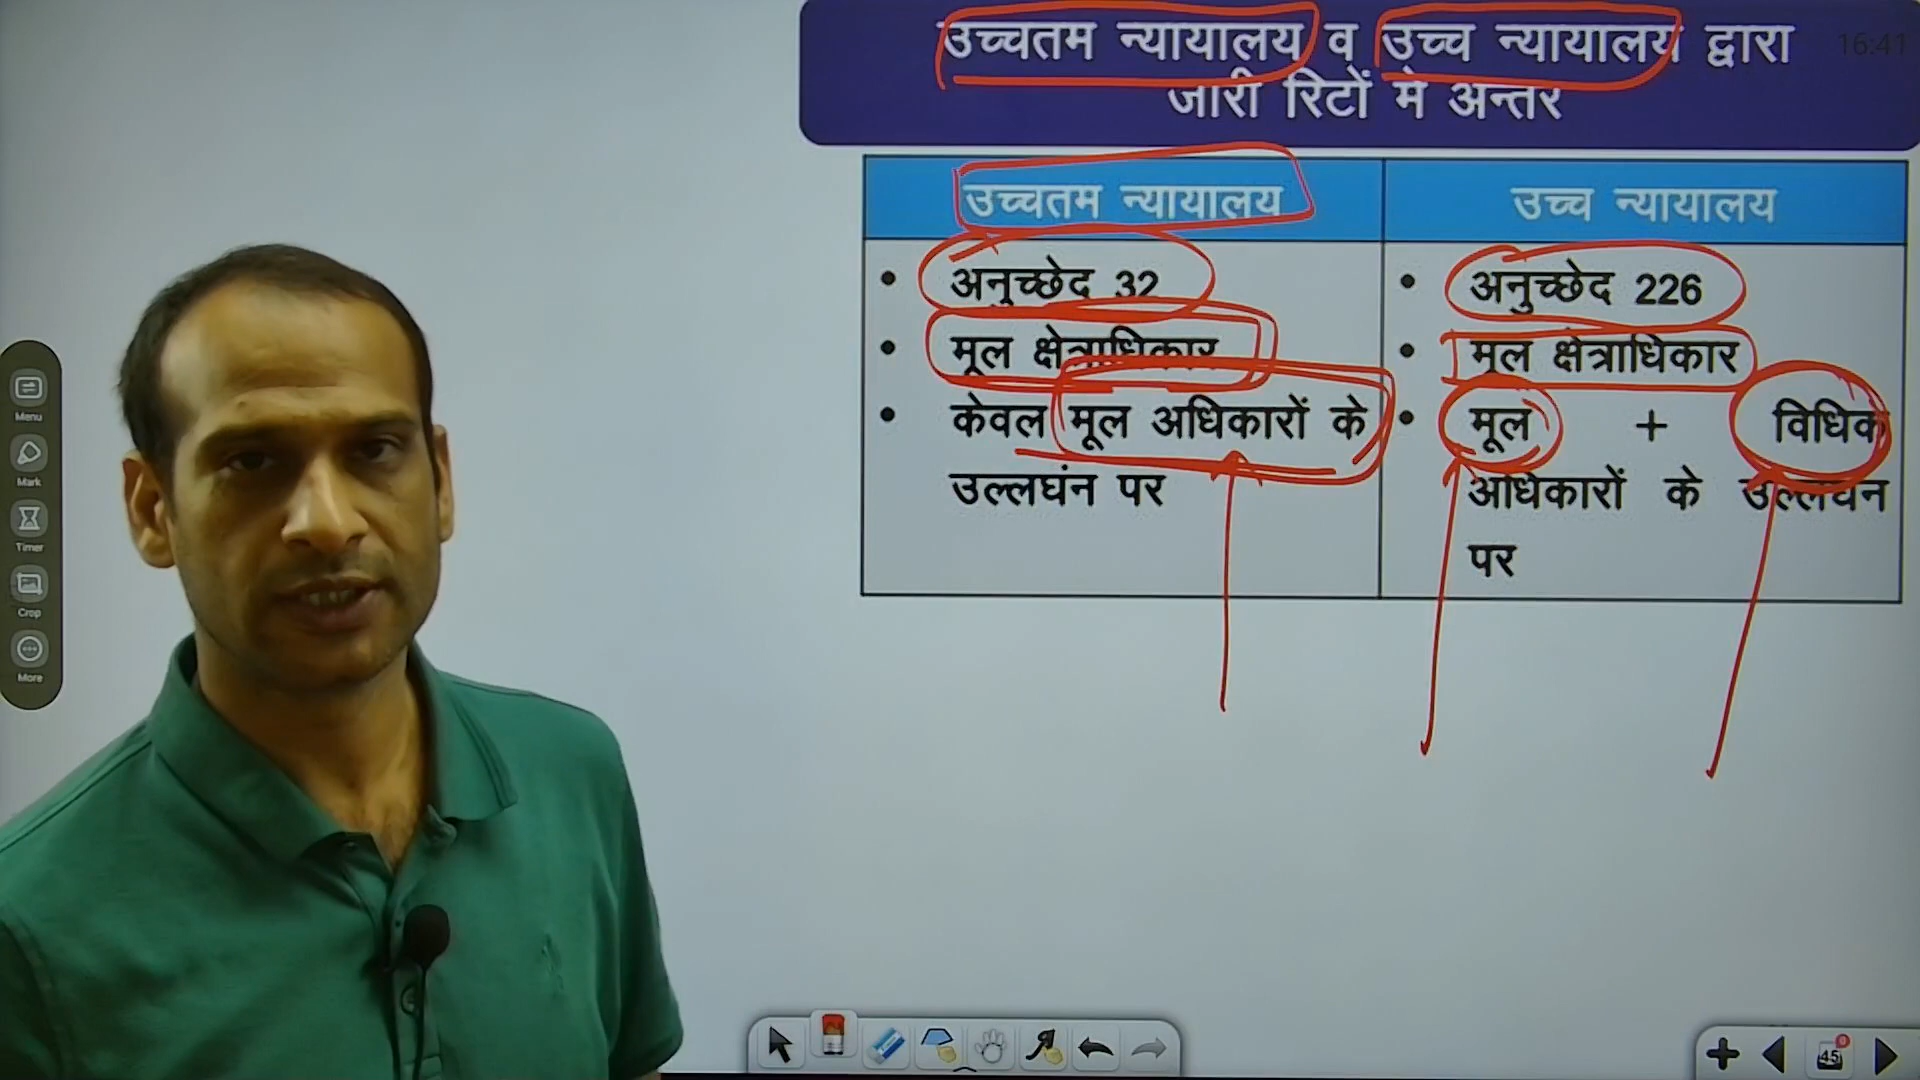 उच्चतम न्यायालय व उच्च न्यायालय द्वारा
जारी रिटों मे अन्तर
16:41
उच्चतम न्यायालय
उच्च न्यायालय
• अनुच्छेद 32
• मूल क्षेत्राधिकार
• केवल मूल अधिकारों के
उल्लघंन पर
• अनुच्छेद 226
• मूल क्षेत्राधिकार
• मूल + विधिक
अधिकारों के उल्लघंन
पर
Menu
Mark
Timer
Crop
More
45
0